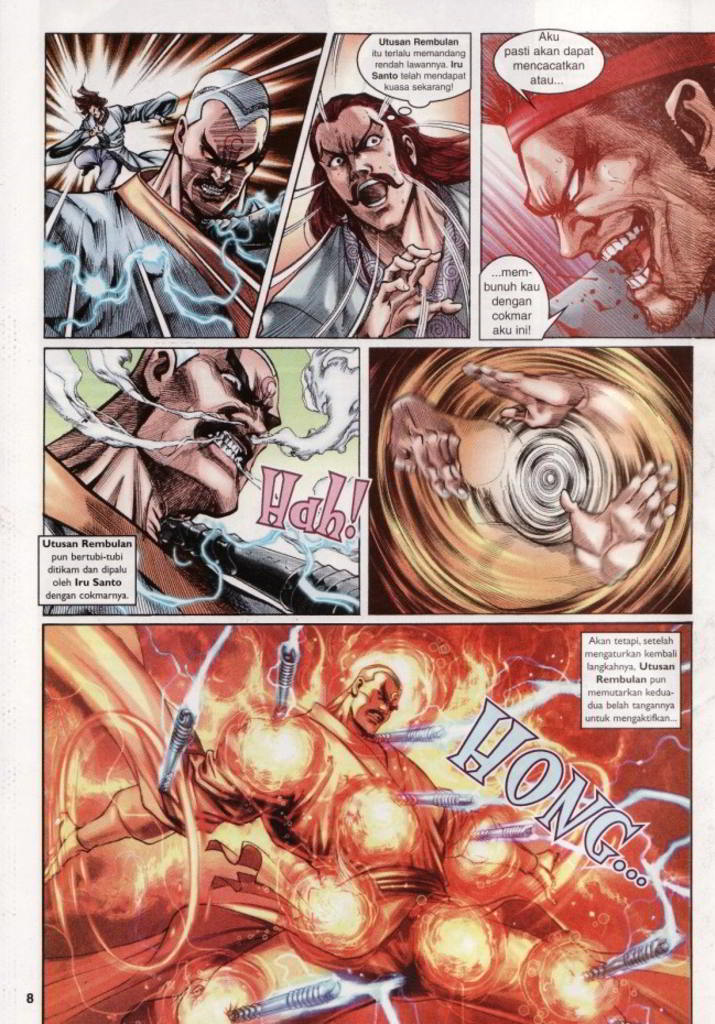 Utusan Rembulan
itu terlalu memandang
rendah lawannya. Iru
Santo telah mendapat
kuasa sekarang!
Aku
pasti akan dapat
mencacatkan
atau...
...mem-
bunuh kau
dengan
cokmar
aku ini!
Hah!
Utusan Rembulan
pun bertubi-tubi
ditikam dan dipalu
oleh Iru Santo
dengan cokmarnya.
Akan tetapi, setelah
mengaturkan kembali
langkahnya, Utusan
Rembulan pun
memutarkan kedua-
dua belah tangannya
untuk mengaktifkan...
HONG...
8